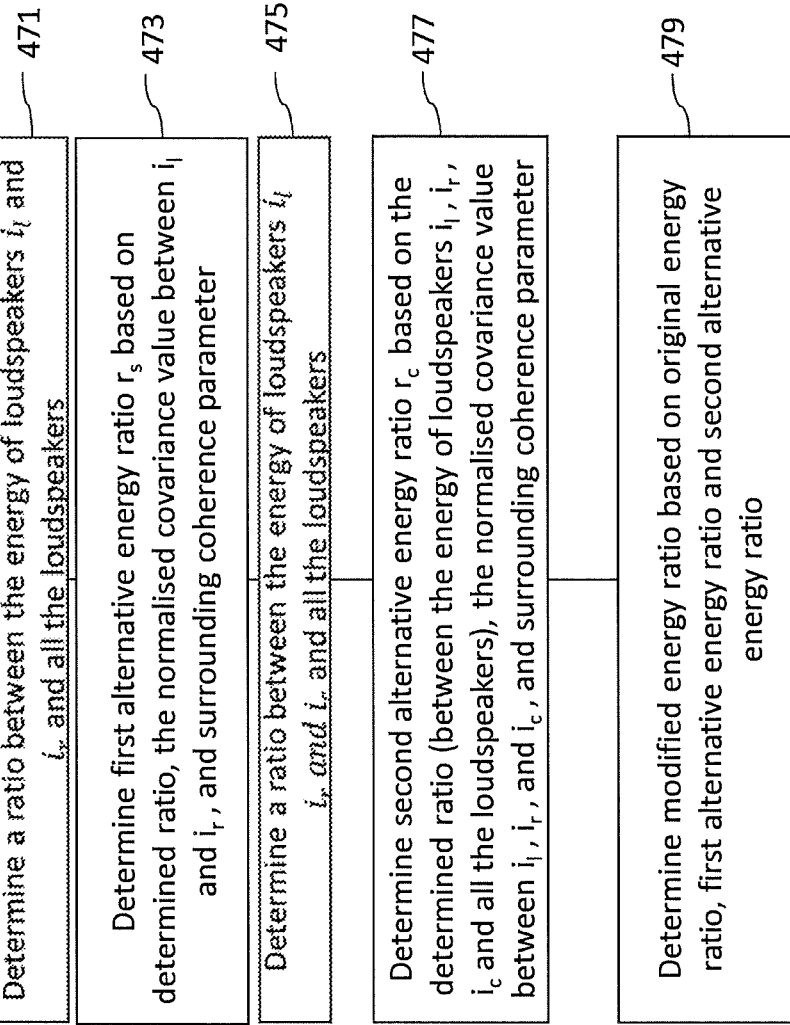 Determine a ratio between the energy of loudspeakers i_l and
i_r and all the loudspeakers
471
Determine first alternative energy ratio r_s based on
determined ratio, the normalised covariance value between i_l
and i_r , and surrounding coherence parameter
473
Determine a ratio between the energy of loudspeakers i_l
i_r and i_c and all the loudspeakers
475
Determine second alternative energy ratio r_c based on the
determined ratio (between the energy of loudspeakers i_l , i_r ,
i_c and all the loudspeakers), the normalised covariance value
between i_l , i_r , and i_c , and surrounding coherence parameter
477
Determine modified energy ratio based on original energy
ratio, first alternative energy ratio and second alternative
energy ratio
479